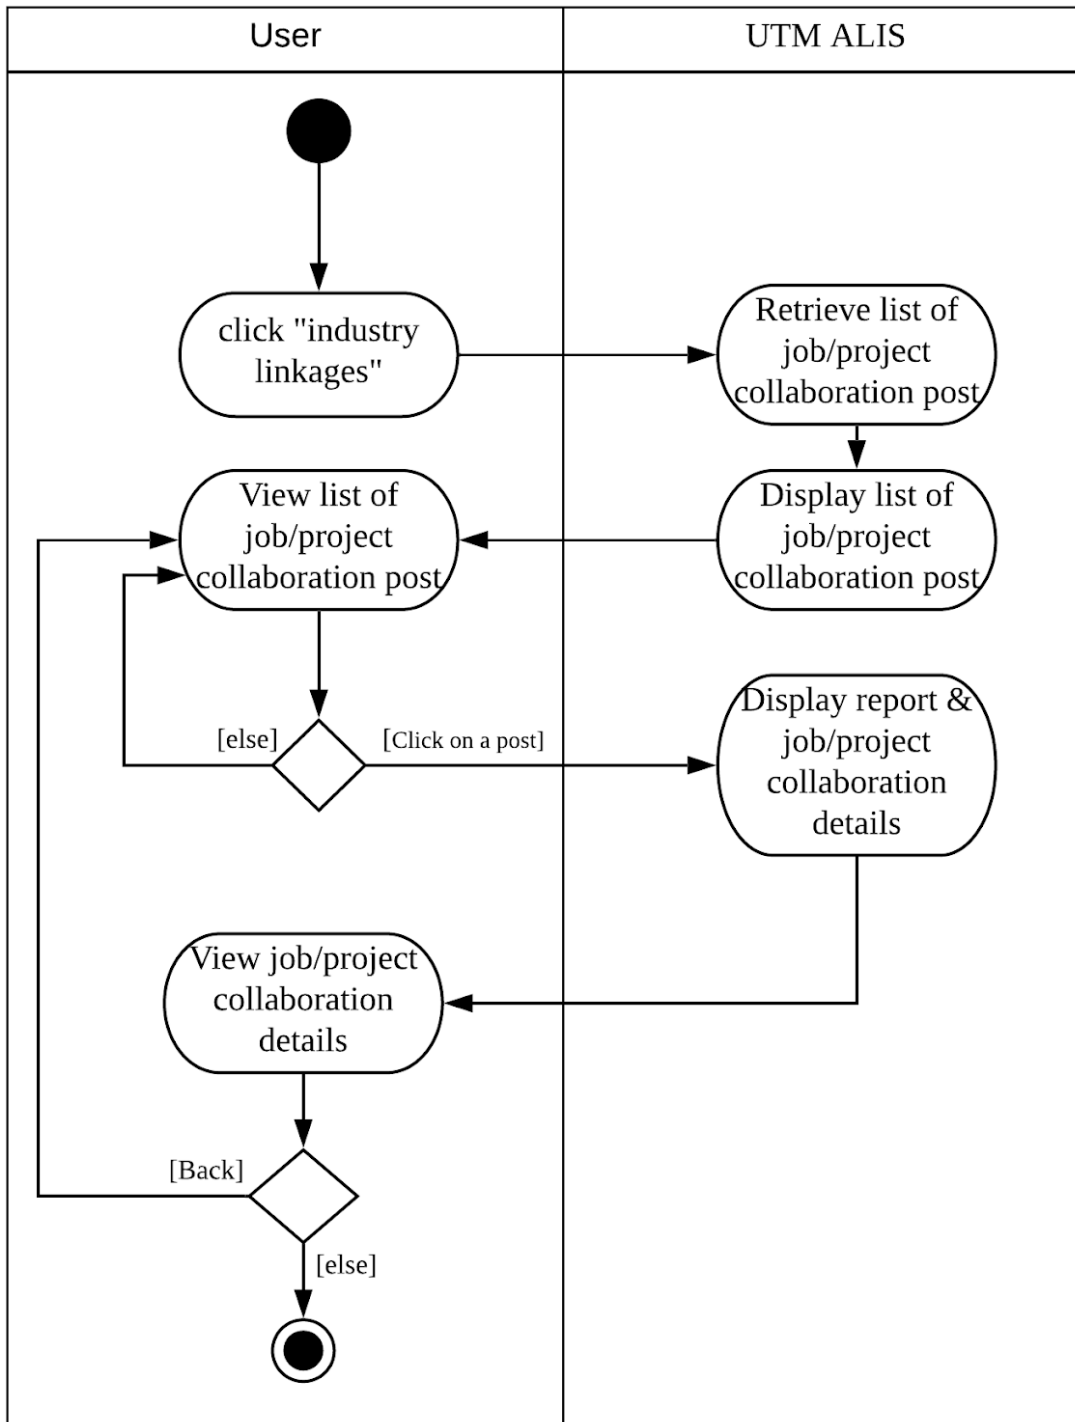 User
UTM ALIS
click "industry
linkages"
Retrieve list of
job/project
collaboration post
View list of
job/project
collaboration post
Display list of
job/project
collaboration post
[else]
[Click on a post]
Display report &
job/project
collaboration
details
View job/project
collaboration
details
[Back]
[else]